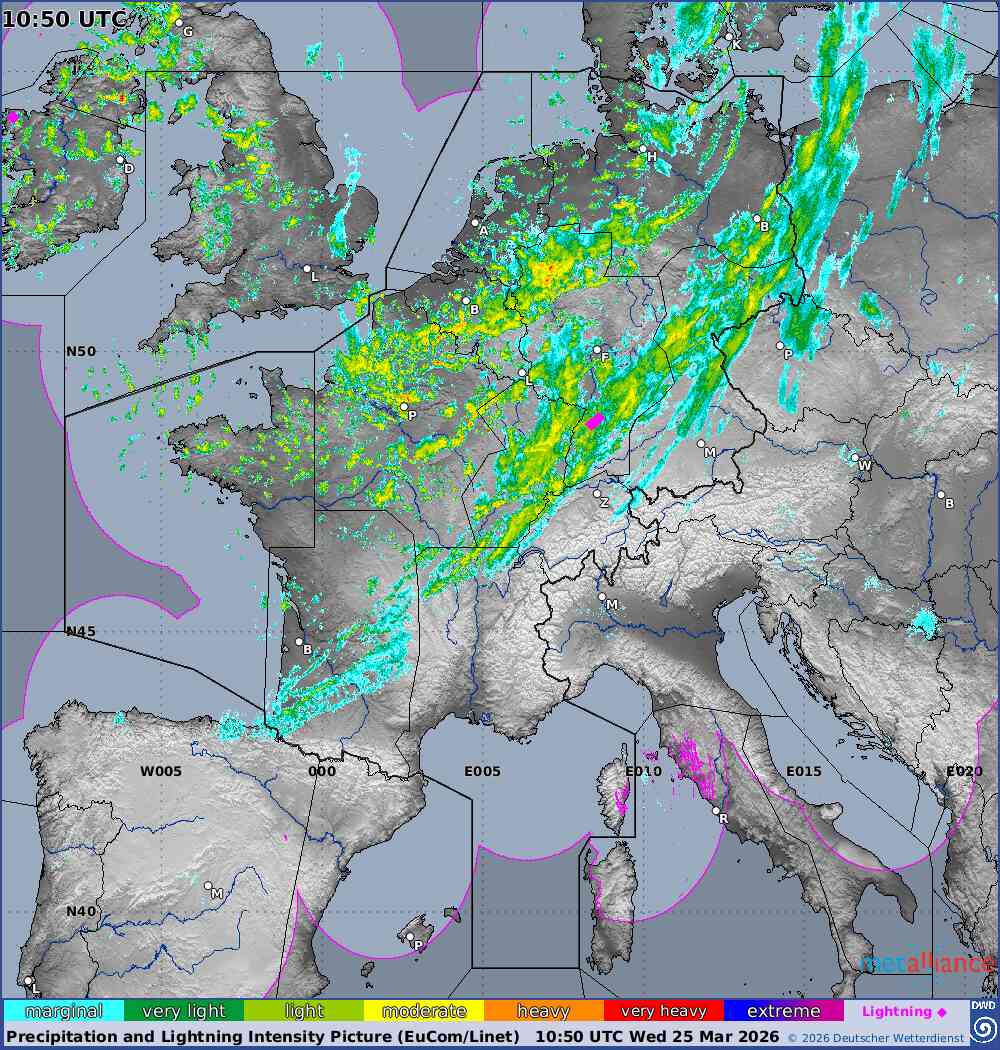 10:50 UTC
G
K
H
D
A
B
L
B
N50
F
P
L
P
M
W
Z
B
M
N45
B
W005
000
E005
E010
E015
E020
R
M
N40
P
metalliance
L
marginal very light light moderate heavy very heavy extreme Lightning ◆
DWD
Precipitation and Lightning Intensity Picture (EuCom/Linet) 10:50 UTC Wed 25 Mar 2026 © 2026 Deutscher Wetterdienst